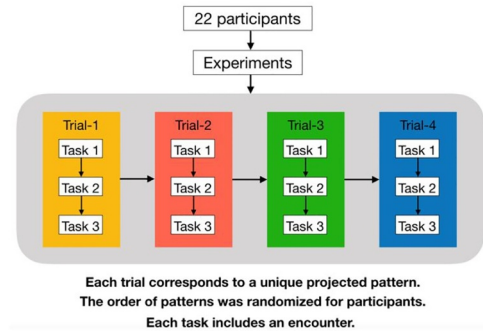 22 participants
Experiments
Trial-1
Task 1
Task 2
Task 3
Trial-2
Task 1
Task 2
Task 3
Trial-3
Task 1
Task 2
Task 3
Trial-4
Task 1
Task 2
Task 3
Each trial corresponds to a unique projected pattern.
The order of patterns was randomized for participants.
Each task includes an encounter.